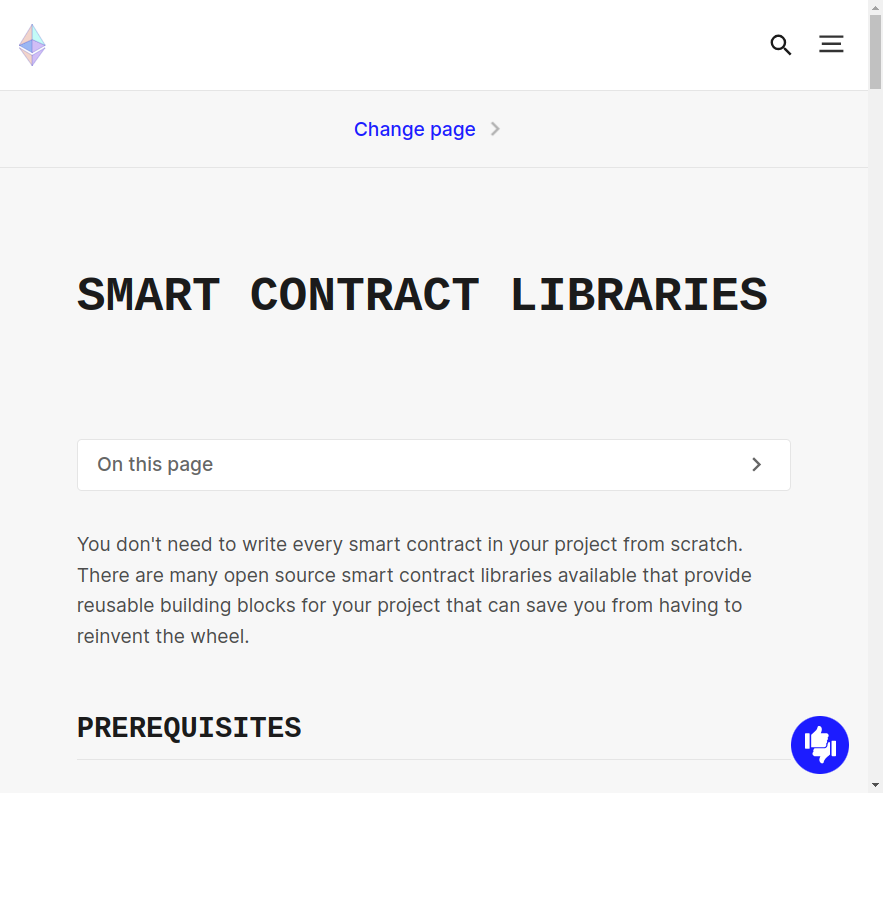 Change page
SMART CONTRACT LIBRARIES
On this page
You don't need to write every smart contract in your project from scratch.
There are many open source smart contract libraries available that provide
reusable building blocks for your project that can save you from having to
reinvent the wheel.
PREREQUISITES